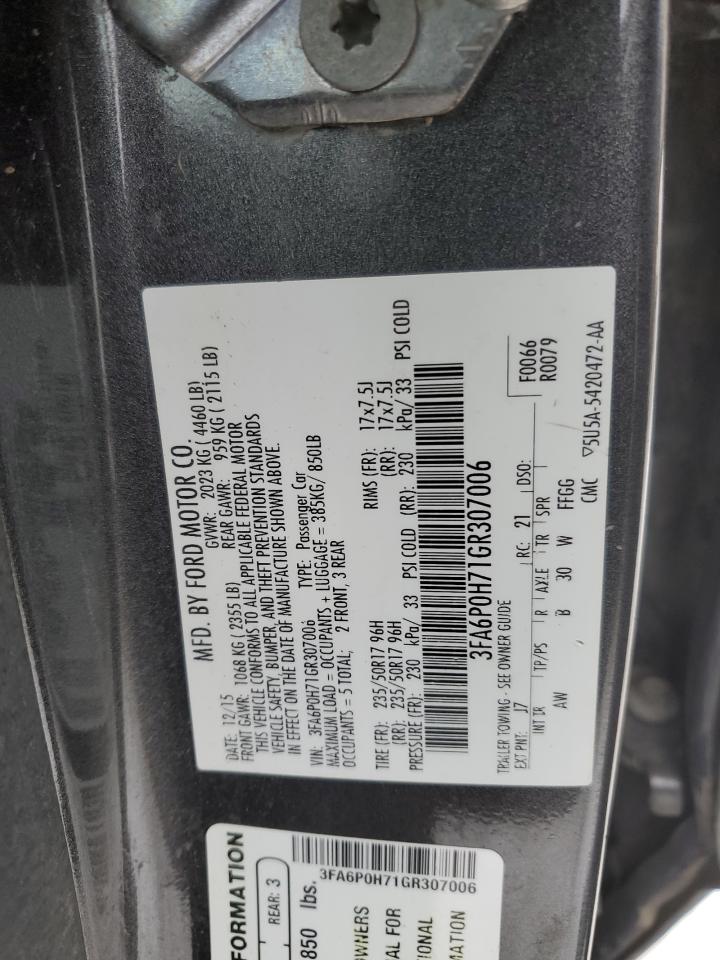 MFD. BY FORD MOTOR CO.
DATE: 12/15 GVWR: 2023 KG ( 4460 LB)
FRONT GAWR: 1068 KG ( 2355 LB) REAR GAWR: 959 KG ( 2115 LB)
THIS VEHICLE CONFORMS TO ALL APPLICABLE FEDERAL MOTOR
VEHICLE SAFETY, BUMPER, AND THEFT PREVENTION STANDARDS
IN EFFECT ON THE DATE OF MANUFACTURE SHOWN ABOVE.
VIN: 3FA6P0H71GR307006 TYPE: Passenger Car
MAXIMUM LOAD = OCCUPANTS + LUGGAGE = 385KG/ 850LB
OCCUPANTS = 5 TOTAL; 2 FRONT, 3 REAR
TIRE (FR): 235/50R17 96H RIMS (FR): 17x7.5J
(RR): 235/50R17 96H (RR): 17x7.5J
PRESSURE (FR): 230 kPa/ 33 PSI COLD (RR): 230 kPa/ 33 PSI COLD
3FA6P0H71GR307006
TRAILER TOWING - SEE OWNER GUIDE
EXT PNT: J7 RC: 21 DSO: F0066
R0079
INT IR TP/PS R AXLE TR SPR
AW B 30 W FFGG
CMC ▽5U5A-5420472-AA
FORMATION
REAR: 3
850 lbs.
3FA6P0H71GR307006
OWNERS
AL FOR
IONAL
MATION